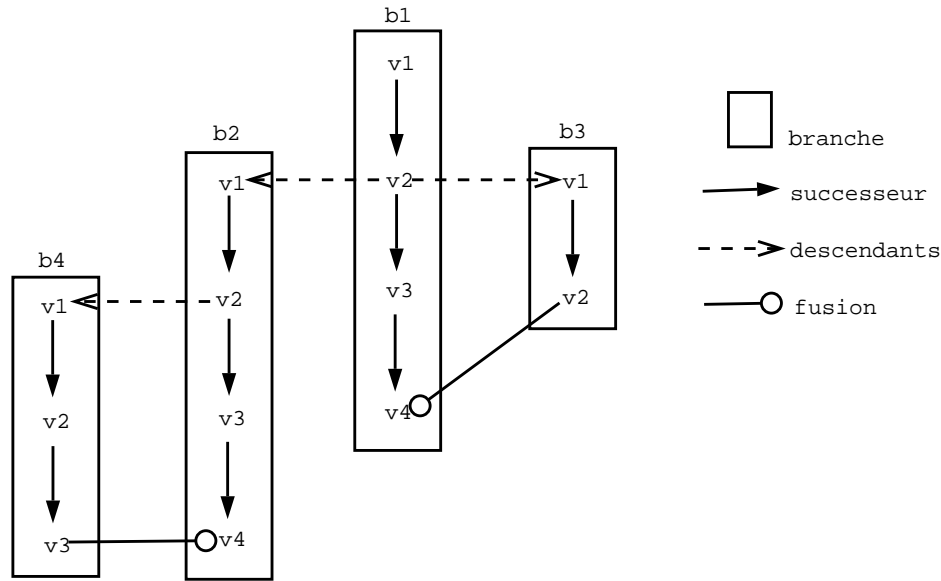 b1
v1
v2
v3
v4
b2
v1
v2
v3
v4
b3
v1
v2
b4
v1
v2
v3
branche
successeur
descendants
fusion